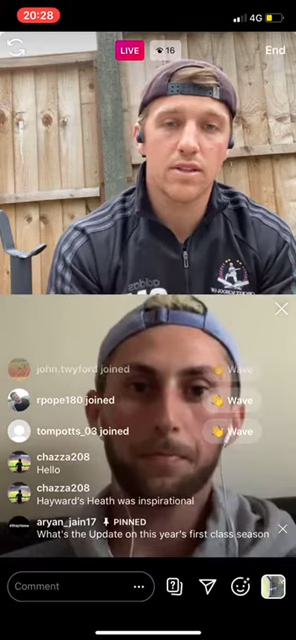 20:28
4G
LIVE
16
End
john.twyford joined
Wave
rpope180 joined
Wave
tompotts_03 joined
Wave
chazza208
Hello
chazza208
Hayward's Heath was inspirational
aryan_jain17 PINNED
What's the Update on this year's first class season
Comment